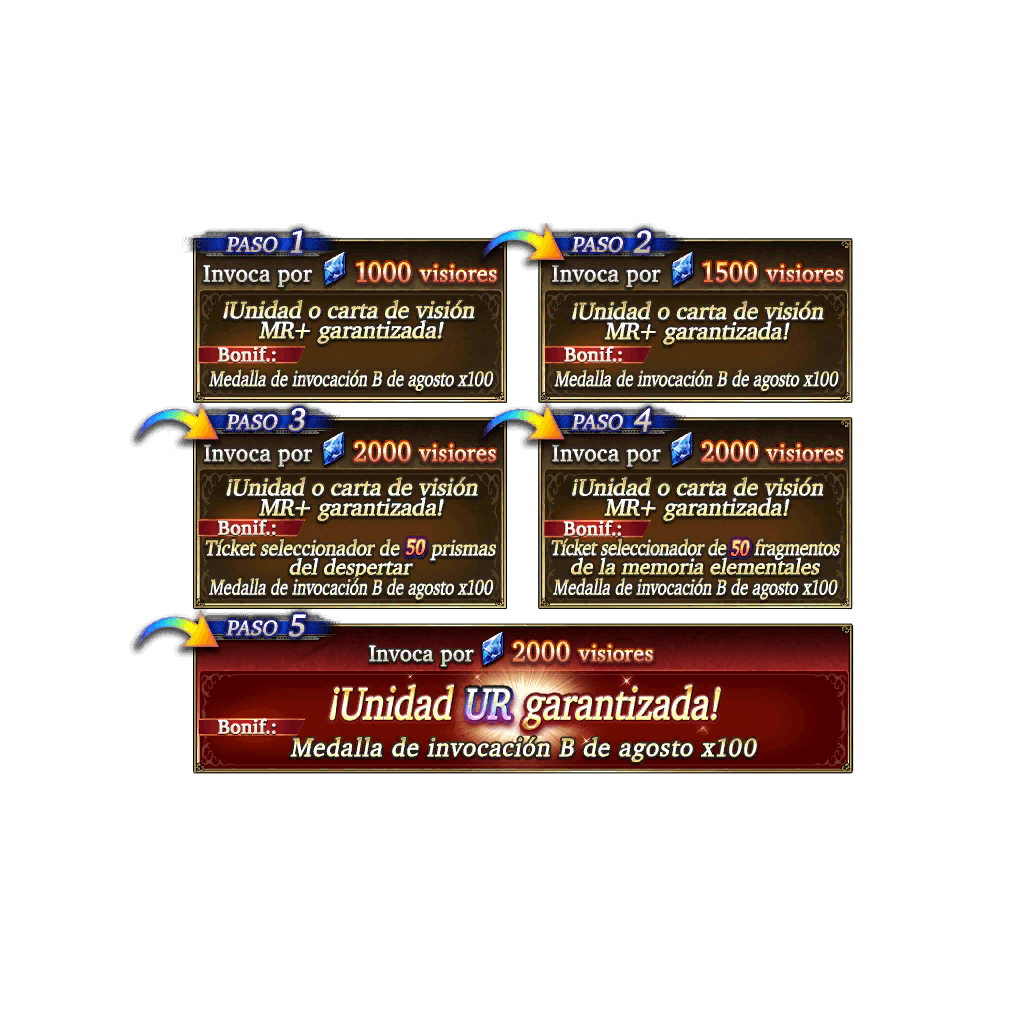 PASO 1
Invoca por 1000 visiores
¡Unidad o carta de visión
MR+ garantizada!
Bonif.:
Medalla de invocación B de agosto x100
PASO 2
Invoca por 1500 visiores
¡Unidad o carta de visión
MR+ garantizada!
Bonif.:
Medalla de invocación B de agosto x100
PASO 3
Invoca por 2000 visiores
¡Unidad o carta de visión
MR+ garantizada!
Bonif.:
Tícket seleccionador de 50 prismas
del despertar
Medalla de invocación B de agosto x100
PASO 4
Invoca por 2000 visiores
¡Unidad o carta de visión
MR+ garantizada!
Bonif.:
Tícket seleccionador de 50 fragmentos
de la memoria elementales
Medalla de invocación B de agosto x100
PASO 5
Invoca por 2000 visiores
¡Unidad UR garantizada!
Bonif.:
Medalla de invocación B de agosto x100